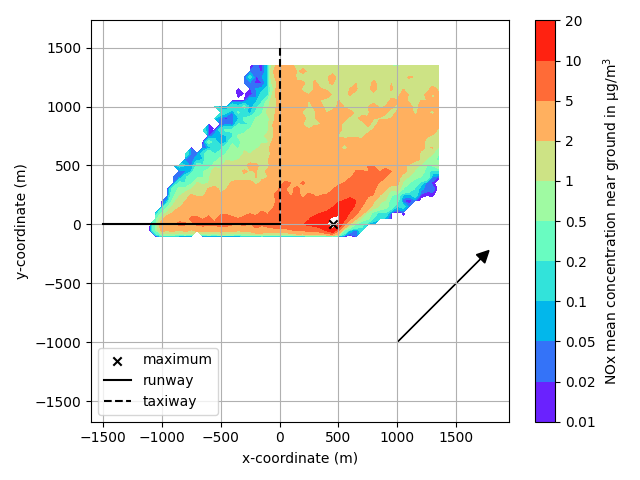 1500
1000
500
0
−500
−1000
−1500
y-coordinate (m)
−1500 −1000 −500 0 500 1000 1500
x-coordinate (m)
maximum
runway
taxiway
20
10
5
2
1
0.5
0.2
0.1
0.05
0.02
0.01
NOx mean concentration near ground in µg/m³